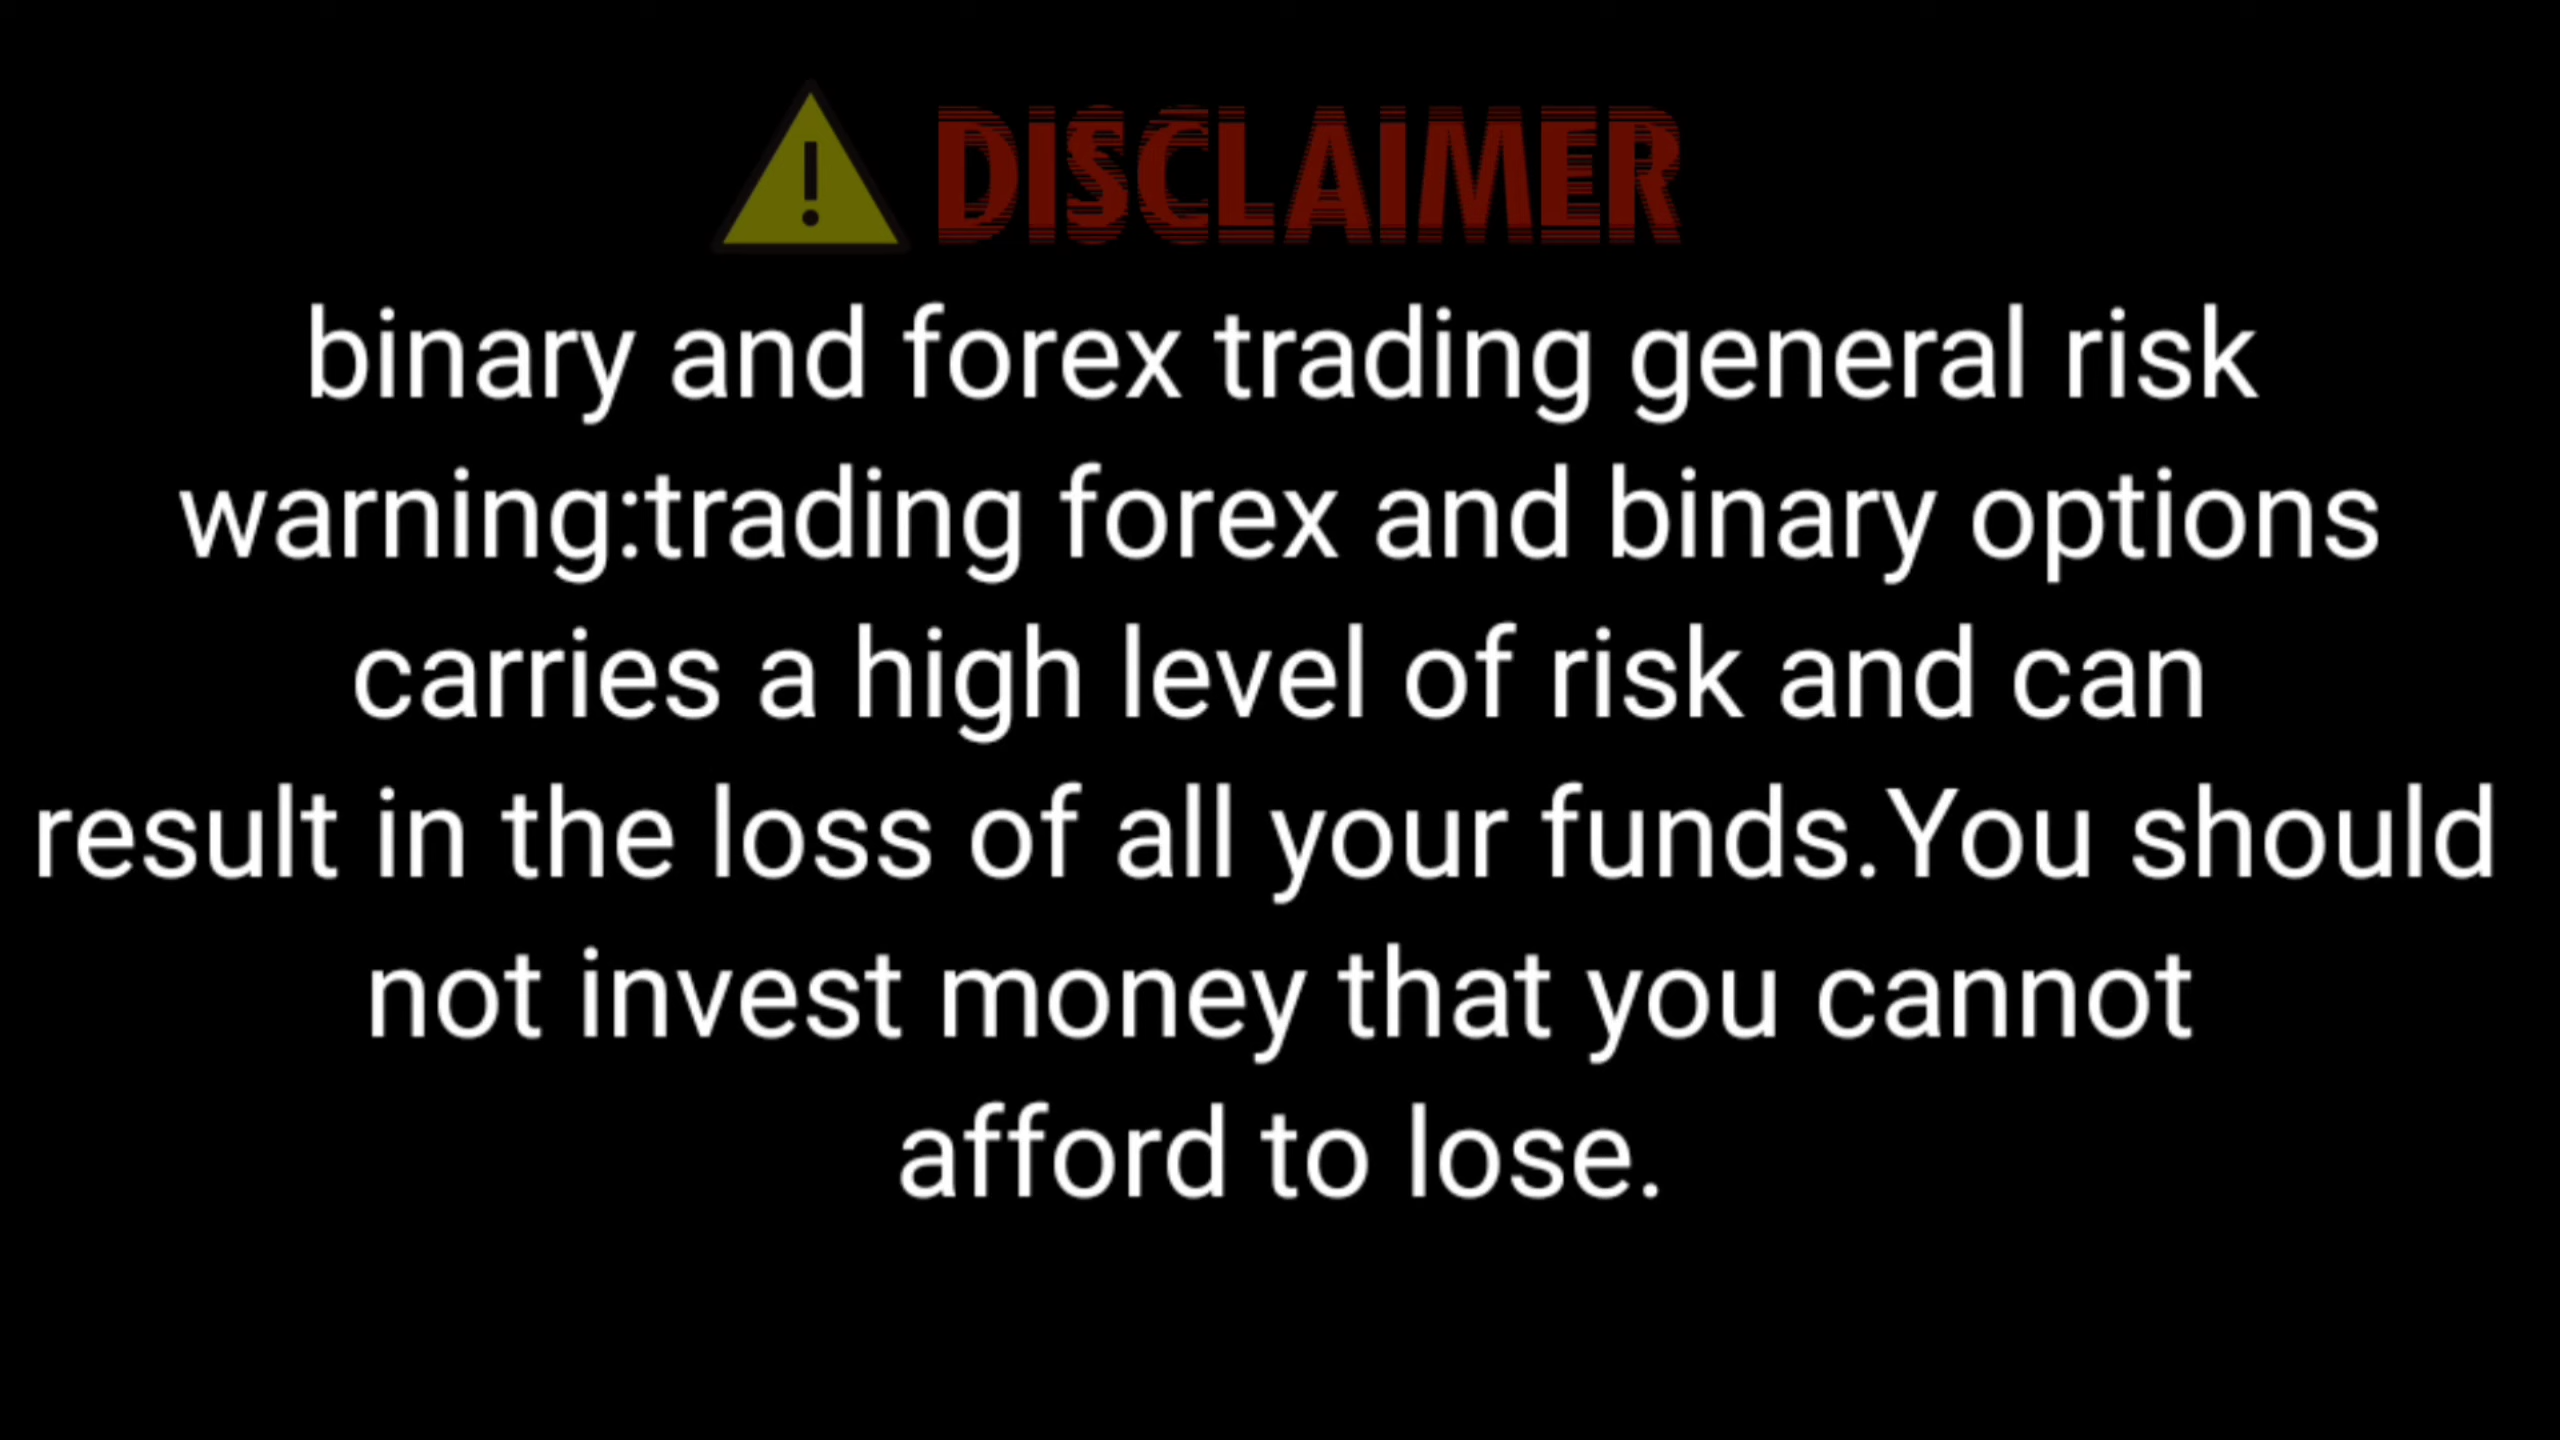 DISCLAIMER
binary and forex trading general risk
warning:trading forex and binary options
carries a high level of risk and can
result in the loss of all your funds.You should
not invest money that you cannot
afford to lose.